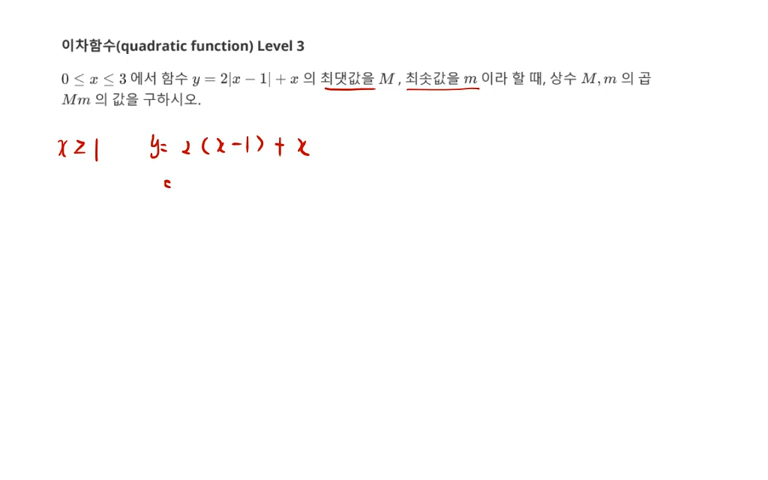 이차함수(quadratic function) Level 3
0 ≤ x ≤ 3 에서 함수 y = 2|x − 1| + x 의 최댓값을 M , 최솟값을 m 이라 할 때, 상수 M, m 의 곱
Mm 의 값을 구하시오.
x ≥ 1 y = 2(x-1) + x
=